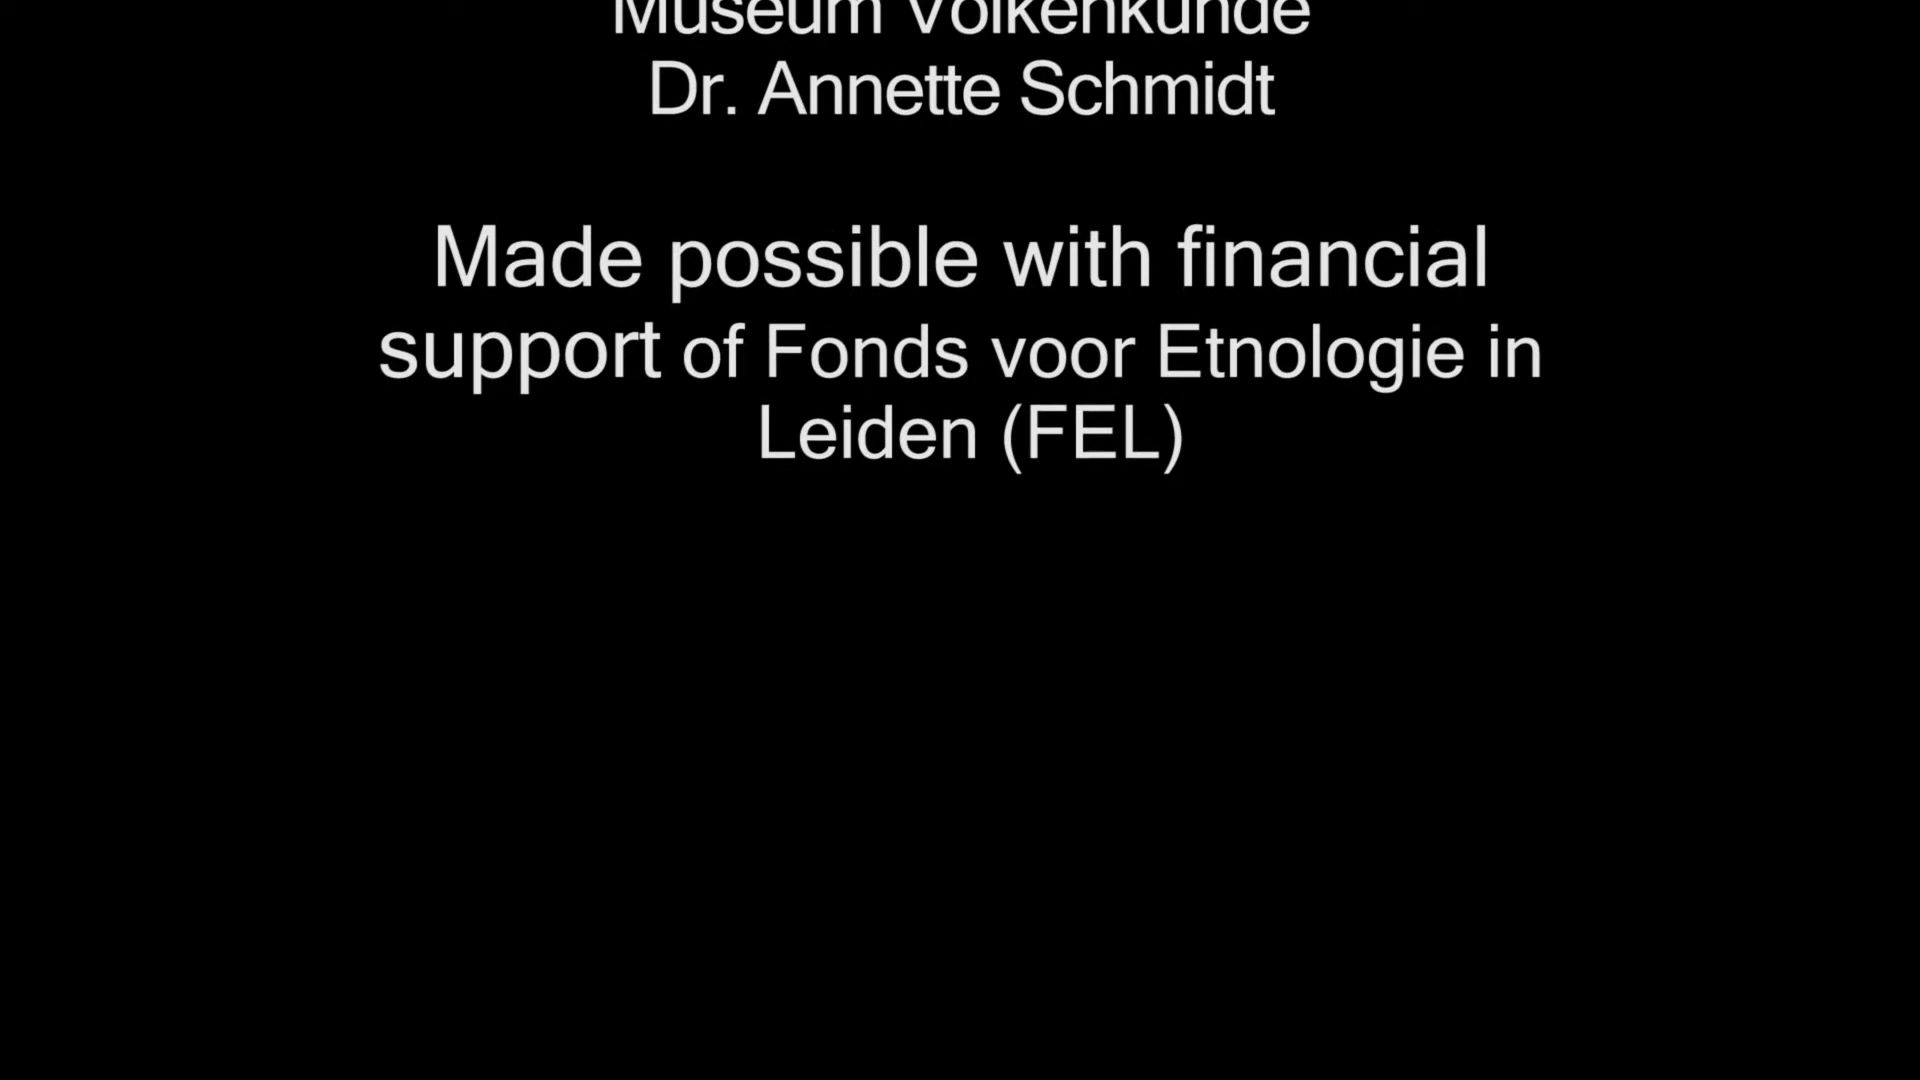 Museum Volkenkunde
Dr. Annette Schmidt
Made possible with financial
support of Fonds voor Etnologie in
Leiden (FEL)